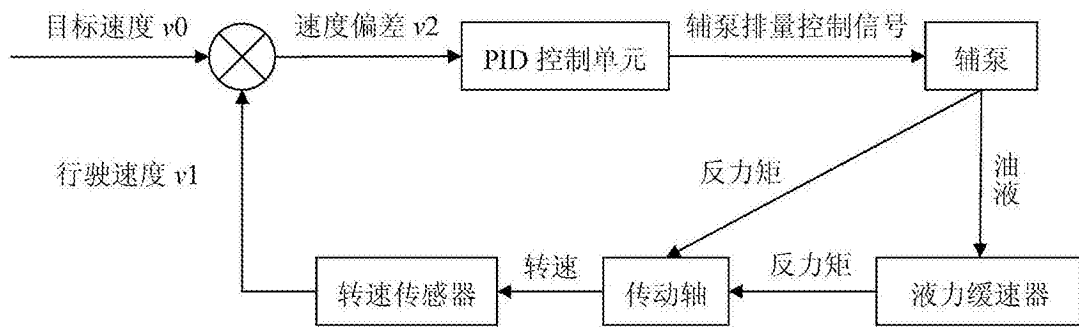 目标速度 v0
速度偏差 v2
PID 控制单元
辅泵排量控制信号
辅泵
行驶速度 v1
反力矩
油液
转速传感器
转速
传动轴
反力矩
液力缓速器